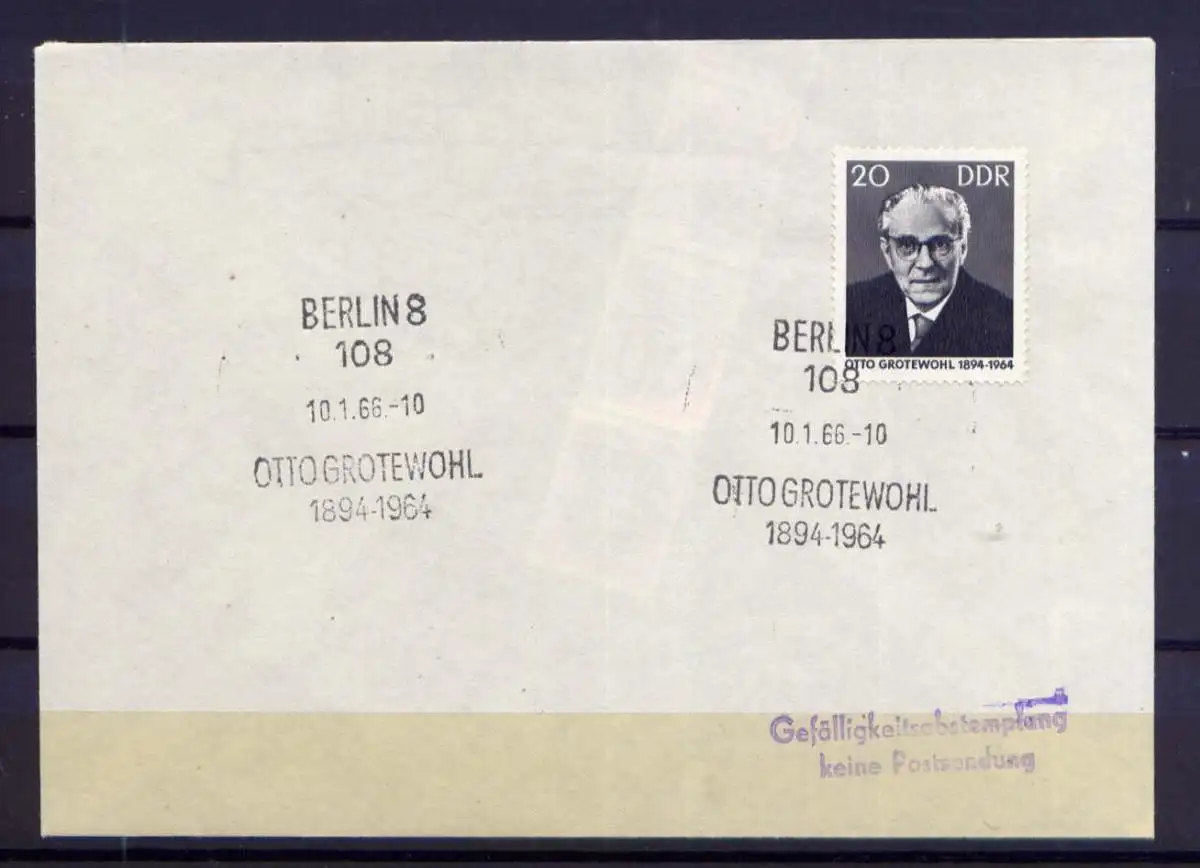 20 DDR
OTTO GROTEWOHL 1894-1964
BERLIN 8
108
10.1.66.-10
OTTO GROTEWOHL
1894-1964
BERLIN 8
108
10.1.66.-10
OTTO GROTEWOHL
1894-1964
Gefälligkeitsabstemplung
keine Postsendung